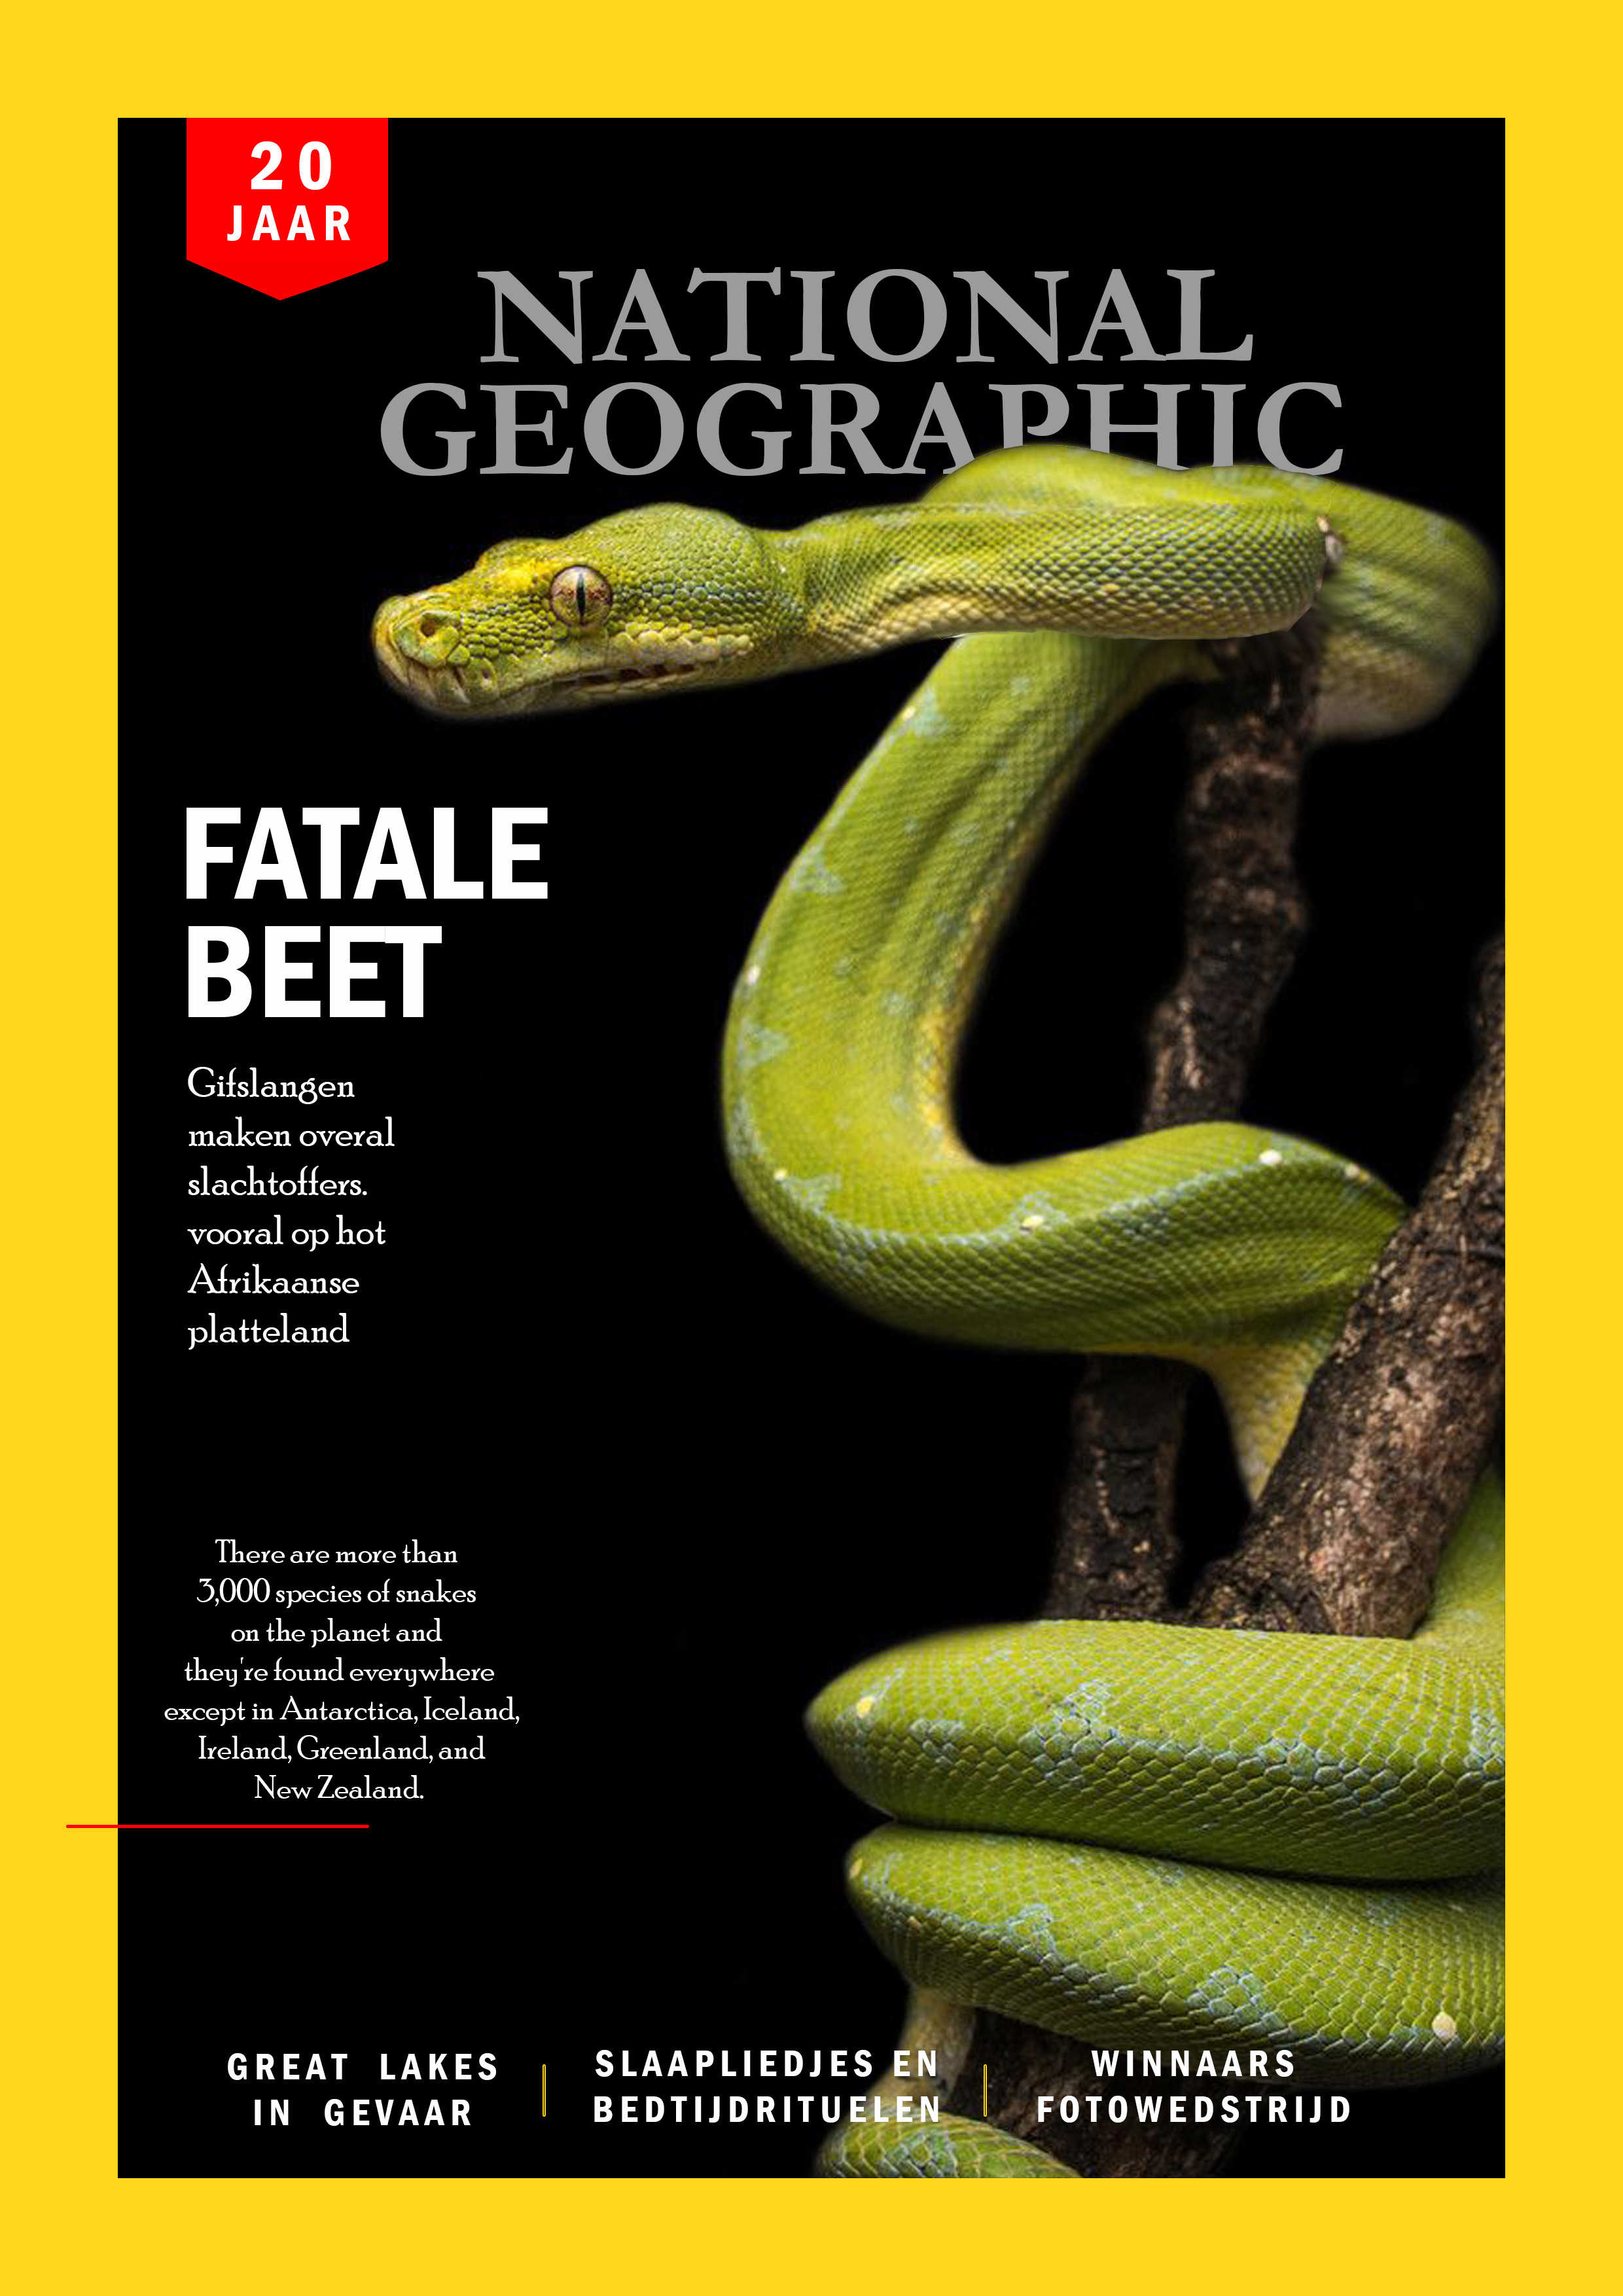 20
JAAR
NATIONAL
GEOGRAPHIC
FATALE
BEET
Gifslangen
maken overal
slachtoffers.
vooral op hot
Afrikaanse
platteland
There are more than
3,000 species of snakes
on the planet and
they're found everywhere
except in Antarctica, Iceland,
Ireland, Greenland, and
New Zealand.
GREAT LAKES
IN GEVAAR
SLAAPLIEDJES EN
BEDTIJDRITUELEN
WINNAARS
FOTOWEDSTRIJD